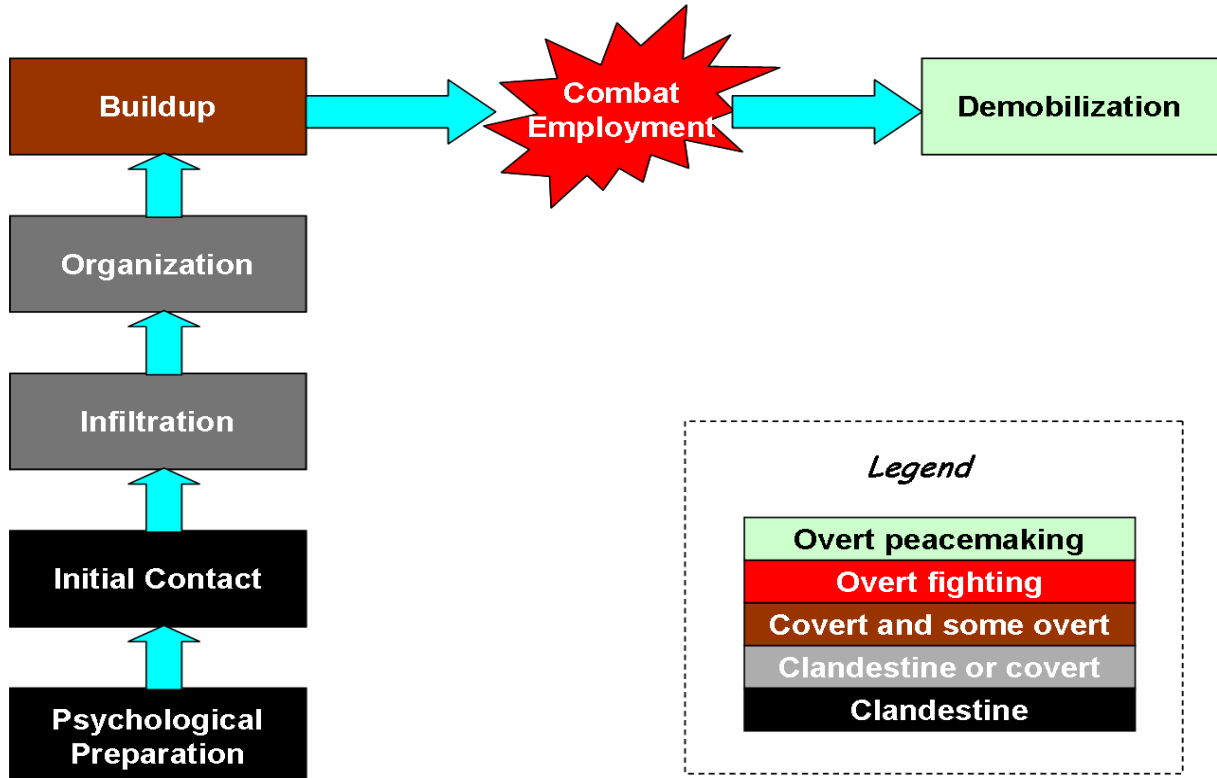 Buildup
Combat
Employment
Demobilization
Organization
Infiltration
Initial Contact
Psychological
Preparation
Legend
Overt peacemaking
Overt fighting
Covert and some overt
Clandestine or covert
Clandestine